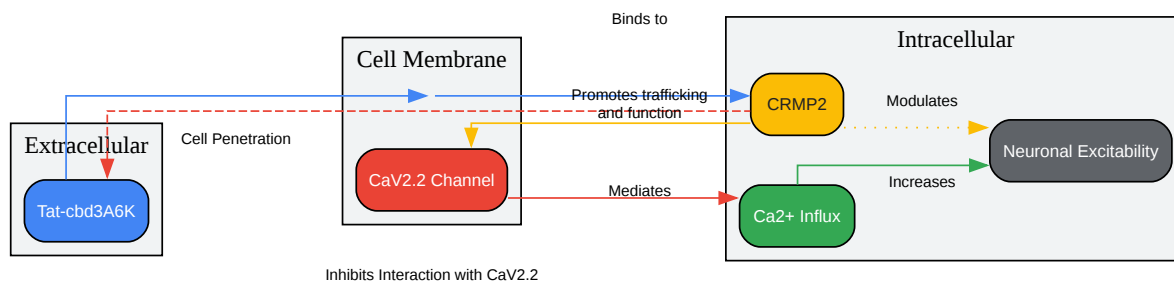 Binds to
Intracellular
Cell Membrane
Promotes trafficking
and function
CRMP2
Modulates
Extracellular
Cell Penetration
Neuronal Excitability
CaV2.2 Channel
Increases
Mediates
Tat-cbd3A6K
Ca2+ Influx
Inhibits Interaction with CaV2.2